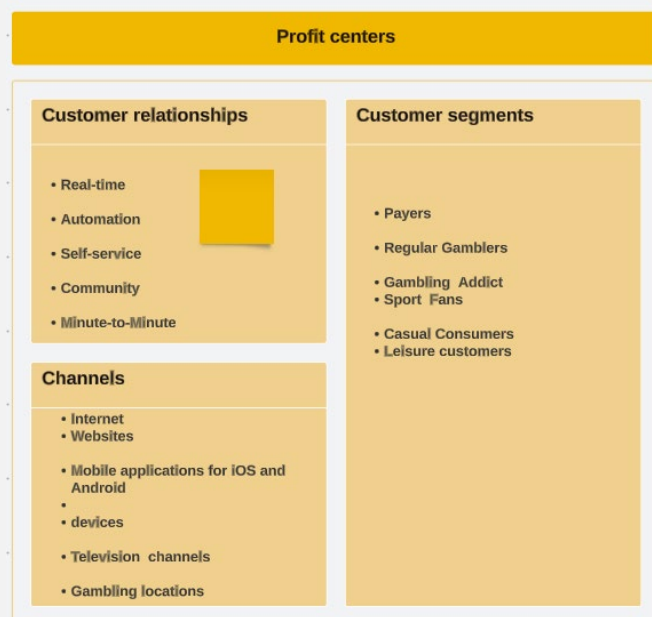 Profit centers
Customer relationships
• Real-time
• Automation
• Self-service
• Community
• Minute-to-Minute
Customer segments
• Payers
• Regular Gamblers
• Gambling Addict
• Sport Fans
• Casual Consumers
• Leisure customers
Channels
• Internet
• Websites
• Mobile applications for iOS and
Android
•
• devices
• Television channels
• Gambling locations